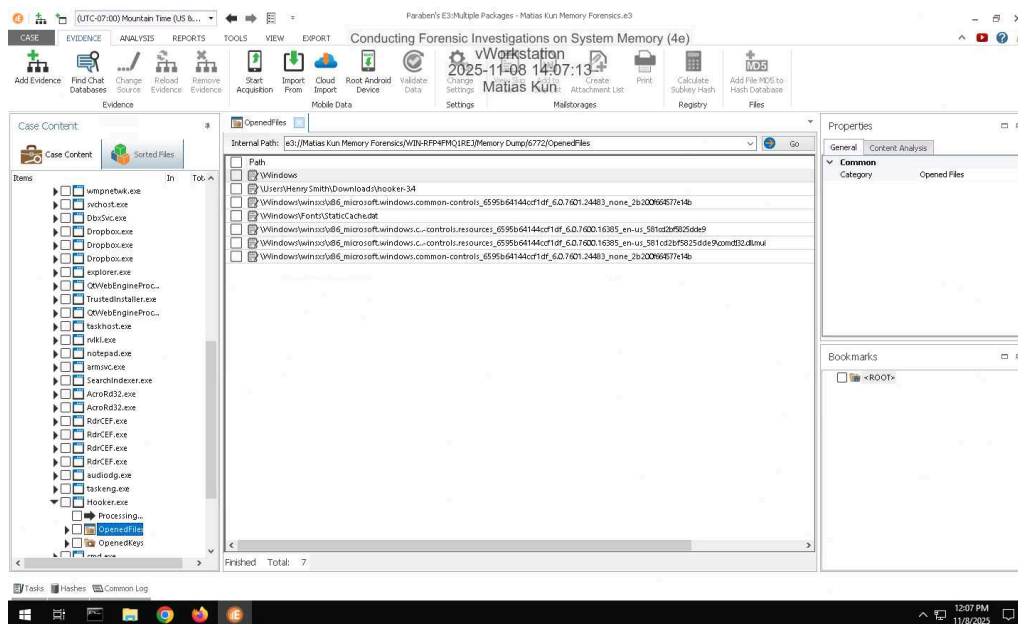 (UTC-07:00) Mountain Time (US &...
Paraben's E3:Multiple Packages - Matias Kun Memory Forensics.e3
CASE EVIDENCE ANALYSIS REPORTS TOOLS VIEW EXPORT
Conducting Forensic Investigations on System Memory (4e)
vWorkstation
2025-11-08 14:07:13
Matias Kun
Add Evidence
Find Chat Databases
Change Source
Reload Evidence
Remove Evidence
Start Acquisition
Import From
Cloud Import
Root Android Device
Validate Data
Change Settings
Create Attachment List
Print
Calculate Subkey Hash
Add File MD5 to Hash Database
Evidence Mobile Data Settings Mailstorages Registry Files
Case Content
Case Content Sorted Files
Items In Tot
wmpnetwk.exe
svchost.exe
DbxSvc.exe
Dropbox.exe
Dropbox.exe
Dropbox.exe
explorer.exe
QtWebEngineProc...
TrustedInstaller.exe
QtWebEngineProc...
taskhost.exe
rvlkl.exe
notepad.exe
armsvc.exe
SearchIndexer.exe
AcroRd32.exe
AcroRd32.exe
RdrCEF.exe
RdrCEF.exe
RdrCEF.exe
RdrCEF.exe
audiodg.exe
taskeng.exe
Hooker.exe
Processing...
OpenedFiles
OpenedKeys
cmd.exe
OpenedFiles
Internal Path: e3://Matias Kun Memory Forensics/WIN-RFP4FMQ1REJ/Memory Dump/6772/OpenedFiles Go
Path
\Windows
\Users\Henry Smith\Downloads\hooker-3.4
\Windows\winsxs\x86_microsoft.windows.common-controls_6595b64144ccf1df_6.0.7601.24483_none_2b200f664577e14b
\Windows\Fonts\StaticCache.dat
\Windows\winsxs\x86_microsoft.windows.c..-controls.resources_6595b64144ccf1df_6.0.7600.16385_en-us_581cd2bf5825dde9
\Windows\winsxs\x86_microsoft.windows.c..-controls.resources_6595b64144ccf1df_6.0.7600.16385_en-us_581cd2bf5825dde9\comctl32.dll.mui
\Windows\winsxs\x86_microsoft.windows.common-controls_6595b64144ccf1df_6.0.7601.24483_none_2b200f664577e14b
Finished Total: 7
Properties
General Content Analysis
Common
Category Opened Files
Bookmarks
<ROOT>
Tasks Hashes Common Log
12:07 PM
11/8/2025